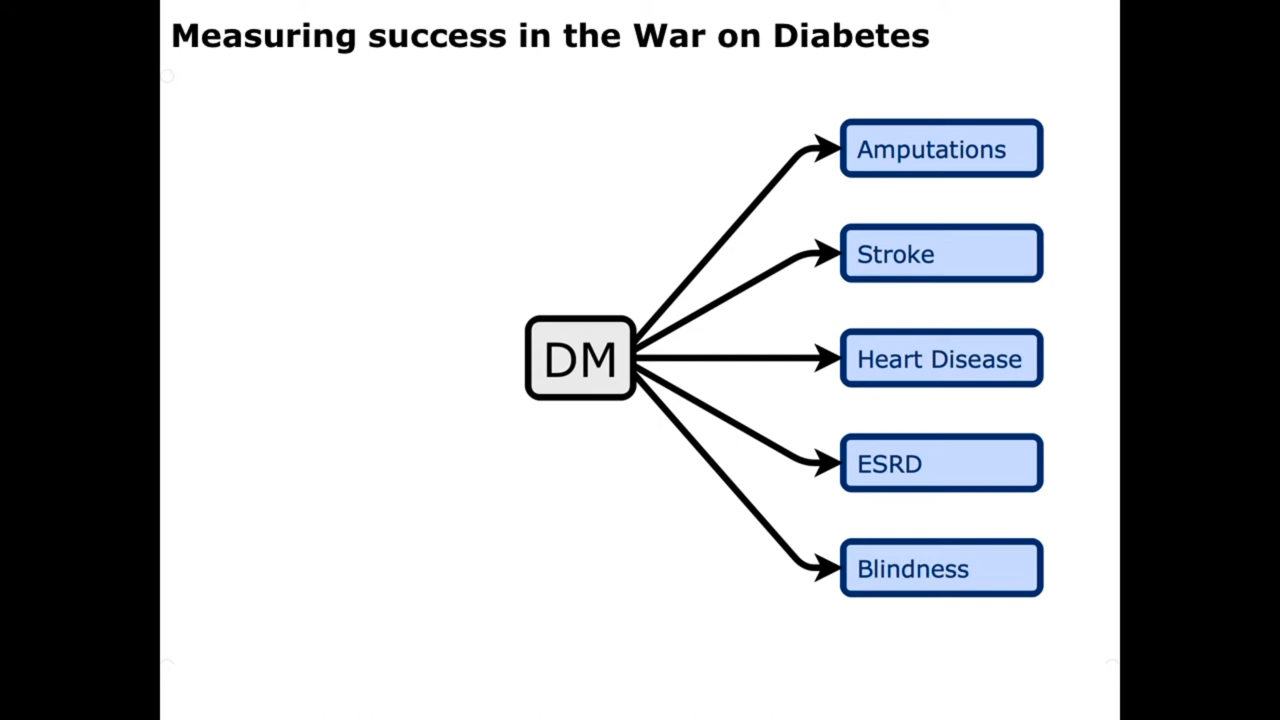 Measuring success in the War on Diabetes
Amputations
Stroke
DM
Heart Disease
ESRD
Blindness